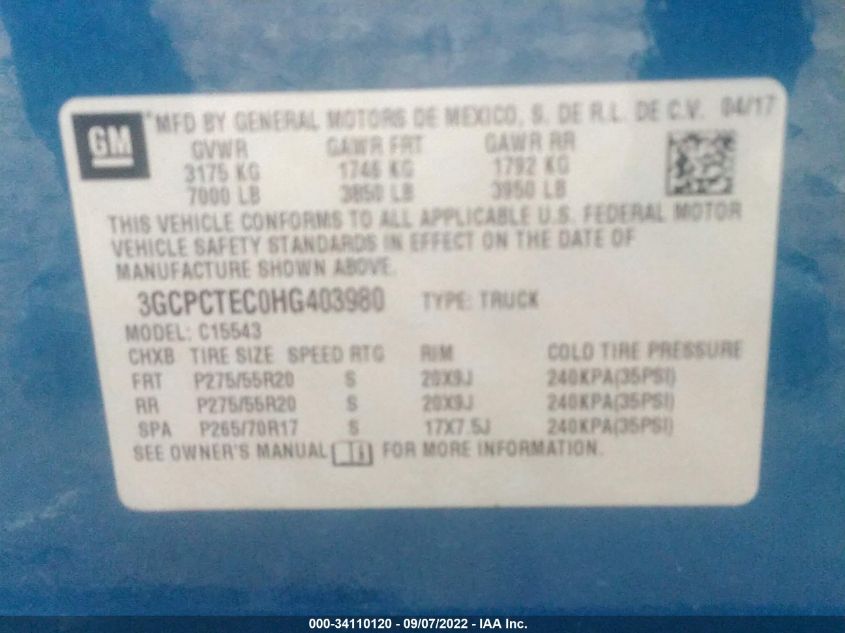 GM
MFD BY GENERAL MOTORS DE MEXICO, S. DE R.L. DE C.V. 04/17
GVWR GAWR FRT GAWR RR
3175 KG 1746 KG 1792 KG
7000 LB 3850 LB 3950 LB
THIS VEHICLE CONFORMS TO ALL APPLICABLE U.S. FEDERAL MOTOR
VEHICLE SAFETY STANDARDS IN EFFECT ON THE DATE OF
MANUFACTURE SHOWN ABOVE.
3GCPCTEC0HG403980 TYPE: TRUCK
MODEL: C15543
CHXB TIRE SIZE SPEED RTG RIM COLD TIRE PRESSURE
FRT P275/55R20 S 20X9J 240KPA(35PSI)
RR P275/55R20 S 20X9J 240KPA(35PSI)
SPA P265/70R17 S 17X7.5J 240KPA(35PSI)
SEE OWNER'S MANUAL FOR MORE INFORMATION.
000-34110120 - 09/07/2022 - IAA Inc.